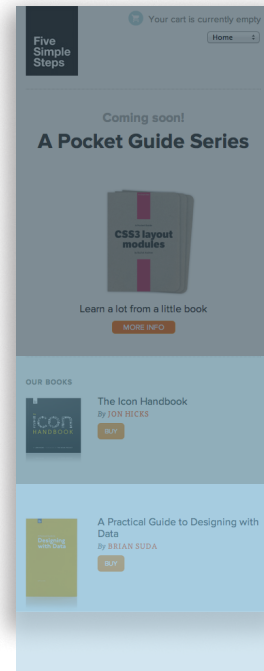 Five
Simple
Steps
Your cart is currently empty
Home
Coming soon!
A Pocket Guide Series
CSS3 layout
modules
Learn a lot from a little book
MORE INFO
OUR BOOKS
icon
HANDBOOK
The Icon Handbook
By JON HICKS
BUY
Designing
with Data
A Practical Guide to Designing with
Data
By BRIAN SUDA
BUY